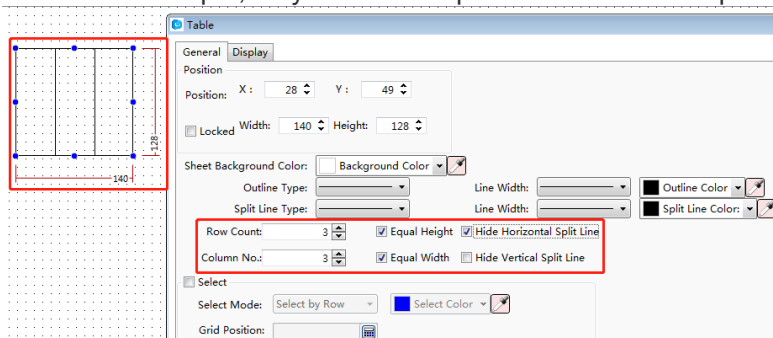 Table
General Display
Position
Position: X : 28 Y : 49
Locked Width: 140 Height: 128
Sheet Background Color: Background Color
Outline Type: Line Width: Outline Color
Split Line Type: Line Width: Split Line Color:
Row Count: 3 Equal Height Hide Horizontal Split Line
Column No.: 3 Equal Width Hide Vertical Split Line
Select
Select Mode: Select by Row Select Color
Grid Position:
128
140